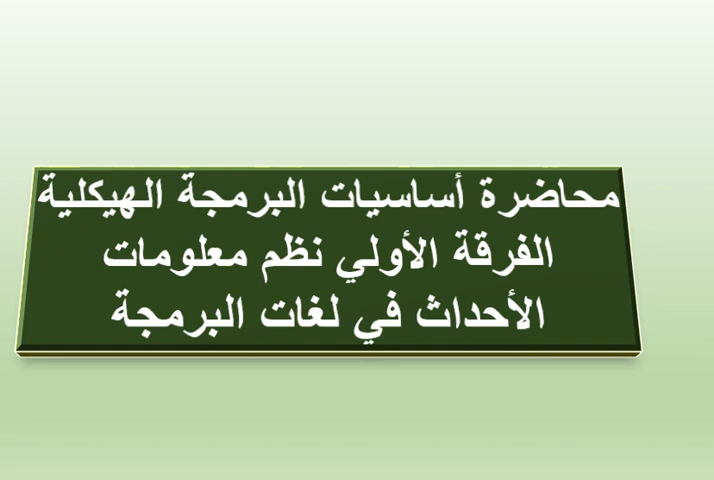 محاضرة أساسيات البرمجة الهيكلية
الفرقة الأولي نظم معلومات
الأحداث في لغات البرمجة